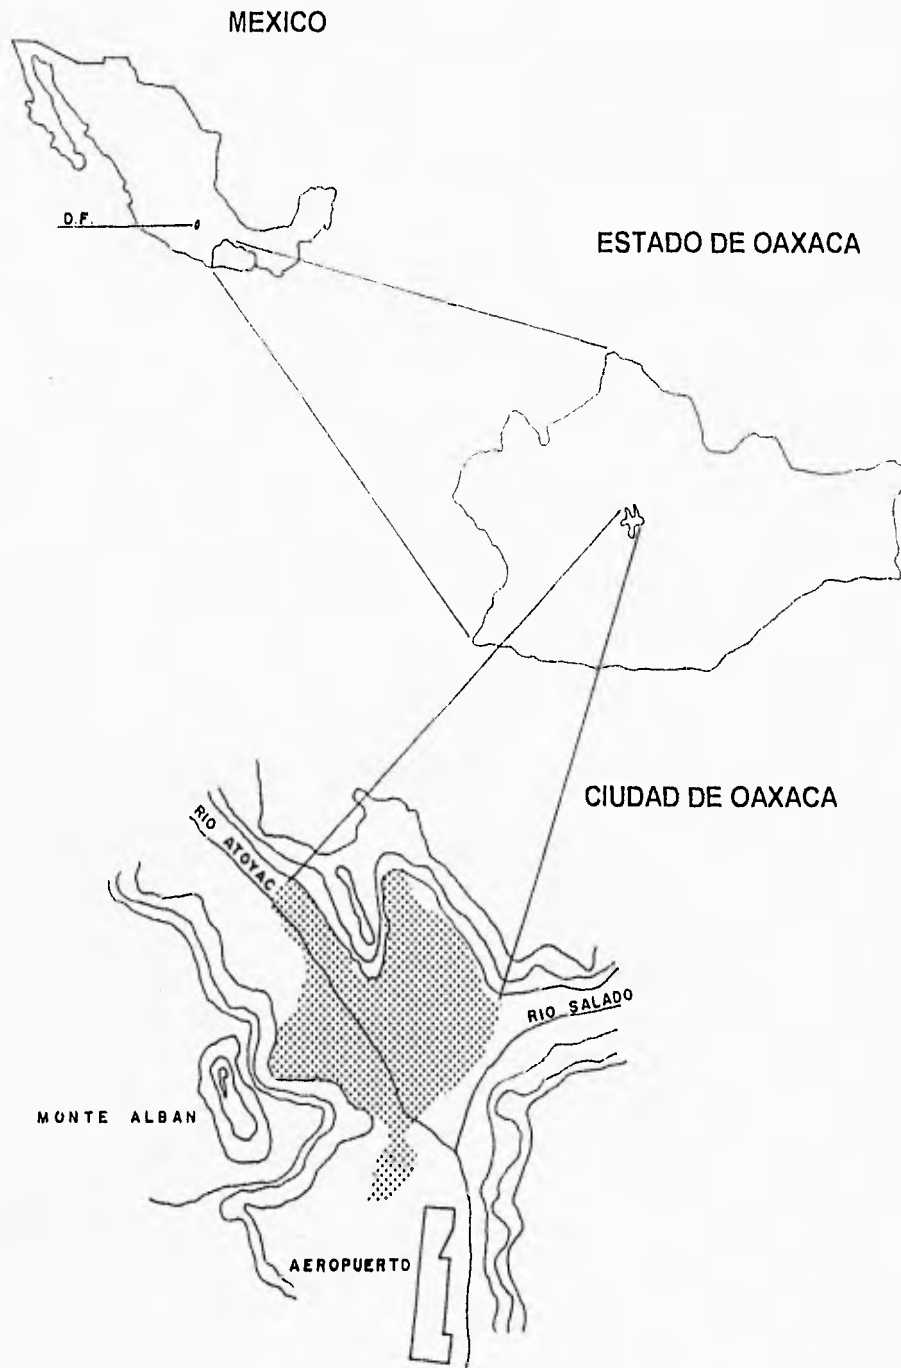 MEXICO
D.F.
ESTADO DE OAXACA
CIUDAD DE OAXACA
RIO ATOYAC
RIO SALADO
MONTE ALBAN
AEROPUERTO